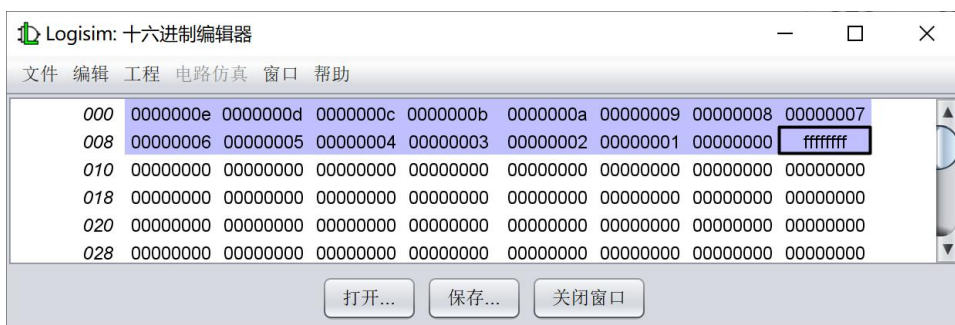 Logisim: 十六进制编辑器
文件 编辑 工程 电路仿真 窗口 帮助
000 0000000e 0000000d 0000000c 0000000b 0000000a 00000009 00000008 00000007
008 00000006 00000005 00000004 00000003 00000002 00000001 00000000 ffffffff
010 00000000 00000000 00000000 00000000 00000000 00000000 00000000 00000000
018 00000000 00000000 00000000 00000000 00000000 00000000 00000000 00000000
020 00000000 00000000 00000000 00000000 00000000 00000000 00000000 00000000
028 00000000 00000000 00000000 00000000 00000000 00000000 00000000 00000000
打开... 保存... 关闭窗口